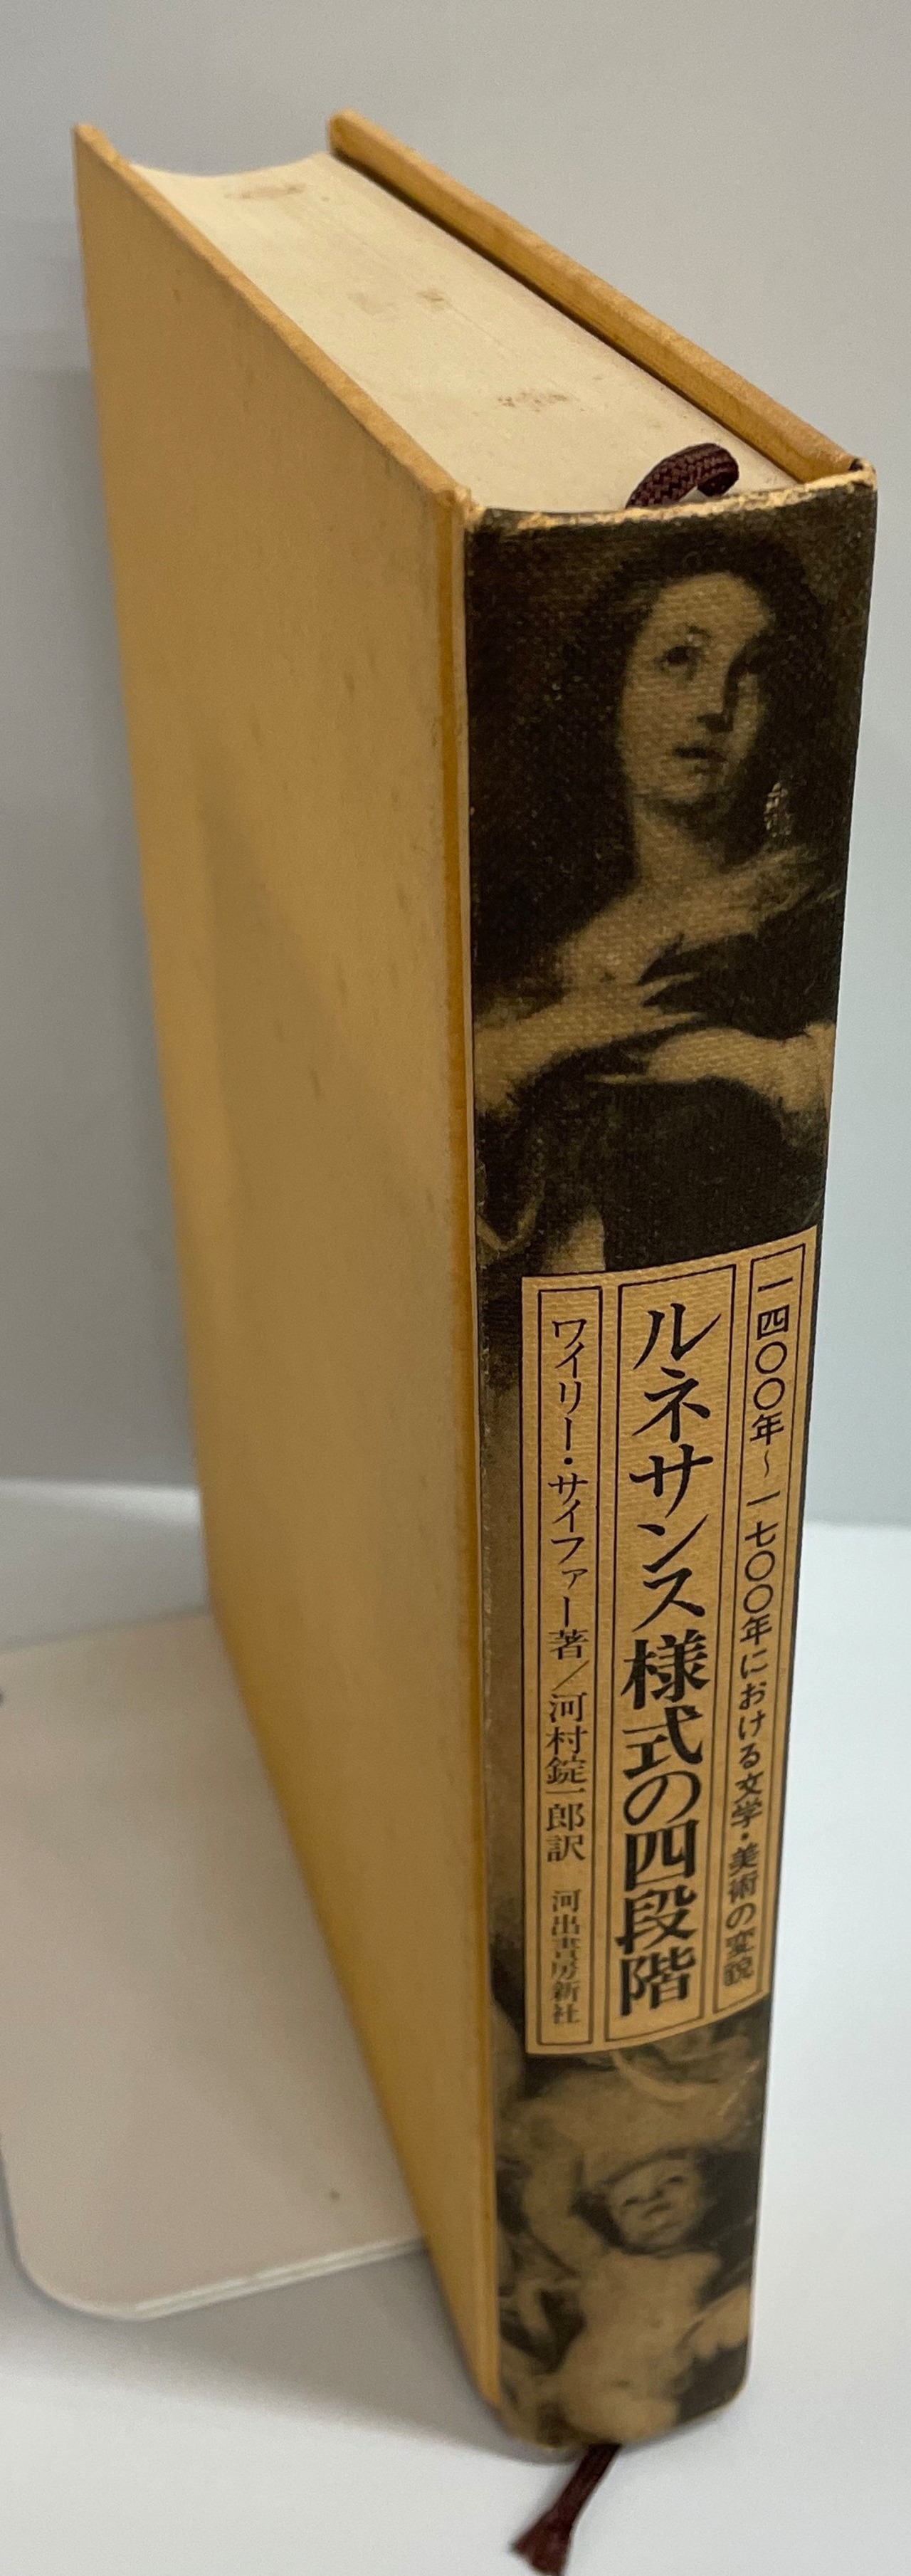 一四〇〇年～一七〇〇年における文学・美術の変貌
ルネサンス様式の四段階
ワイリー・サイファー著／河村錠一郎訳 河出書房新社